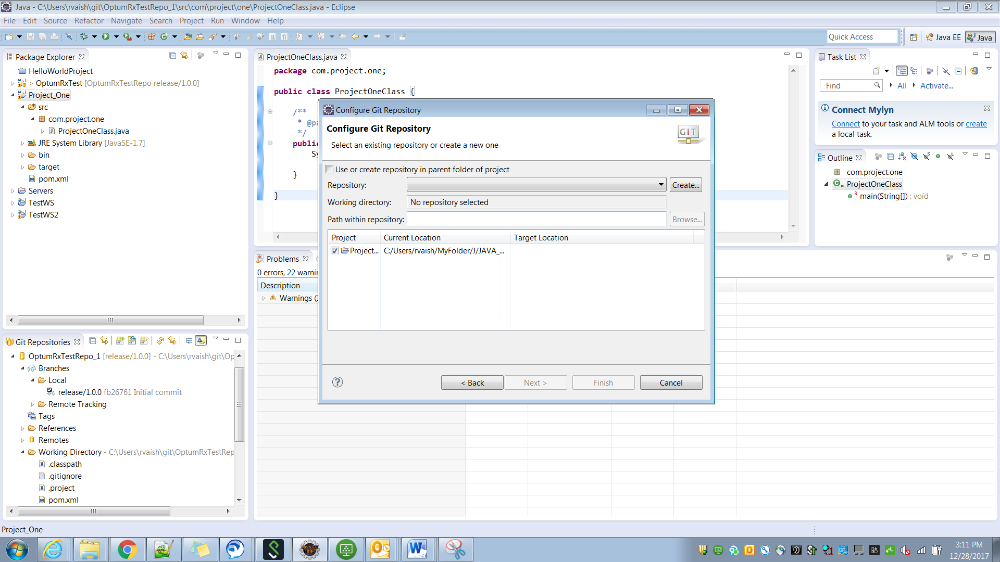 Java - C:\Users\rvaish\git\OptumRxTestRepo_1\src\com\project\one\ProjectOneClass.java - Eclipse
File Edit Source Refactor Navigate Search Project Run Window Help
Quick Access
Java EE
Java
Package Explorer
HelloWorldProject
> OptumRxTest [OptumRxTestRepo release/1.0.0]
Project_One
src
com.project.one
ProjectOneClass.java
JRE System Library [JavaSE-1.7]
bin
target
pom.xml
Servers
TestWS
TestWS2
ProjectOneClass.java
package com.project.one;
public class ProjectOneClass {
/**
* @pa
*/
public
Sy
}
}
Configure Git Repository
Configure Git Repository
Select an existing repository or create a new one
GIT
Use or create repository in parent folder of project
Repository:
Create...
Working directory: No repository selected
Path within repository:
Browse...
Project Current Location Target Location
Project... C:/Users/rvaish/MyFolder/J/JAVA_...
< Back Next > Finish Cancel
Task List
Find
All
Activate...
Connect Mylyn
Connect to your task and ALM tools or create
a local task.
Outline
com.project.one
ProjectOneClass
main(String[]) : void
Problems
0 errors, 22 warnin
Description
Warnings (2
Git Repositories
OptumRxTestRepo_1 [release/1.0.0] - C:\Users\rvaish\git\Op
Branches
Local
release/1.0.0 fb26761 Initial commit
Remote Tracking
Tags
References
Remotes
Working Directory - C:\Users\rvaish\git\OptumRxTestRep
.classpath
.gitignore
.project
pom.xml
Project_One
3:11 PM
12/28/2017